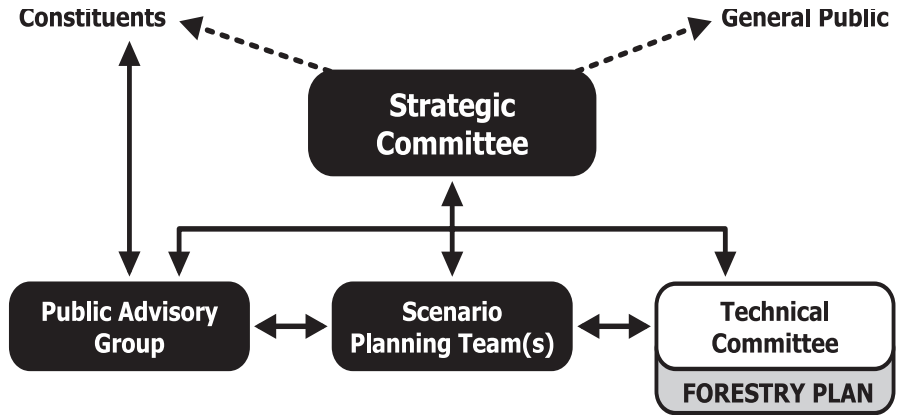 Constituents
General Public
Strategic
Committee
Public Advisory
Group
Scenario
Planning Team(s)
Technical
Committee
FORESTRY PLAN